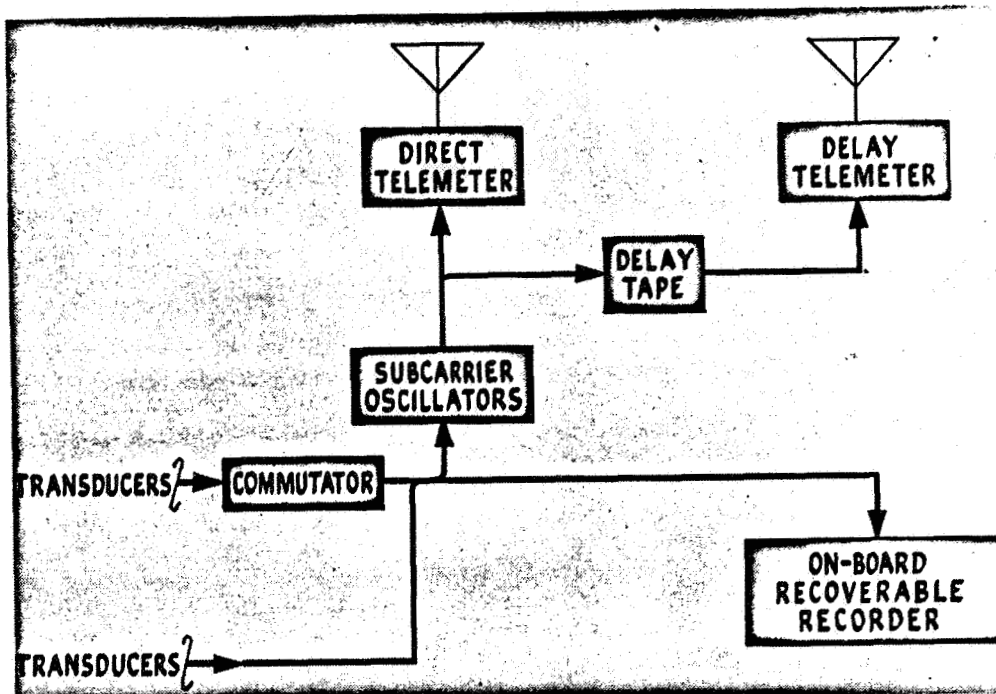 DIRECT
TELEMETER
DELAY
TELEMETER
DELAY
TAPE
SUBCARRIER
OSCILLATORS
TRANSDUCERS
COMMUTATOR
ON-BOARD
RECOVERABLE
RECORDER
TRANSDUCERS